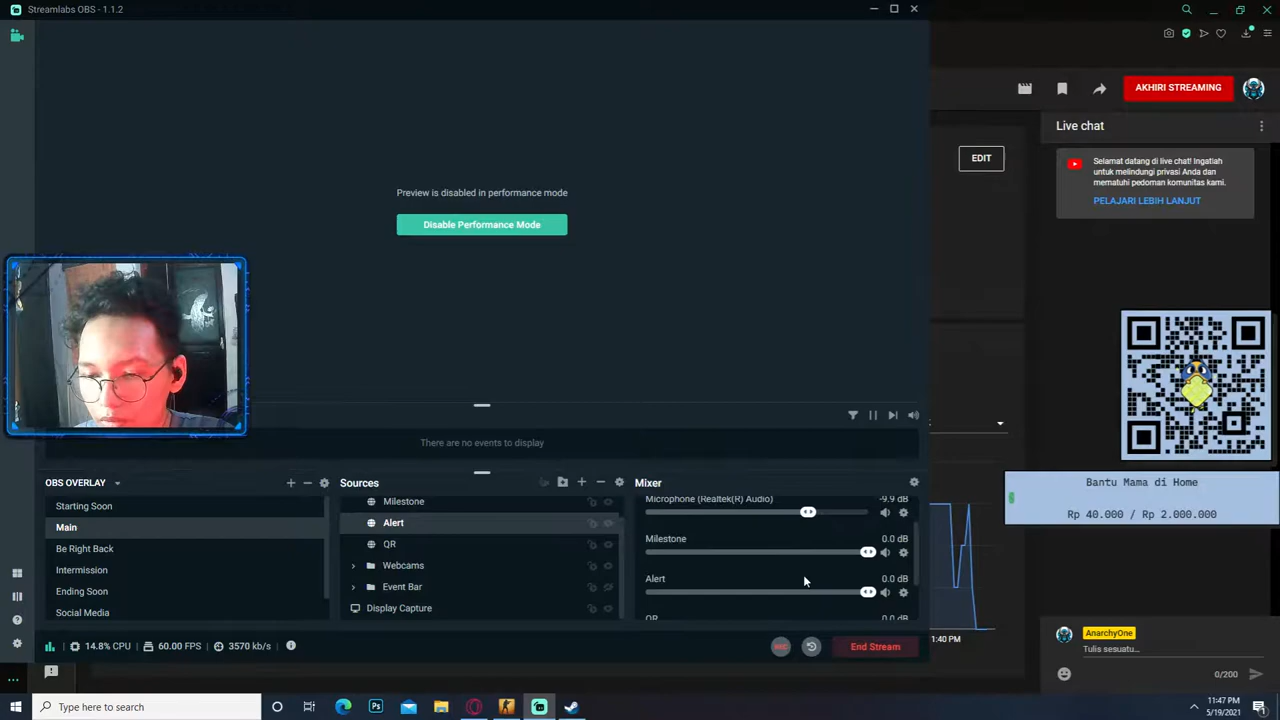 Streamlabs OBS - 1.1.2
AKHIRI STREAMING
Live chat
EDIT
Selamat datang di live chat! Ingatlah
untuk melindungi privasi Anda dan
mematuhi pedoman komunitas kami.
PELAJARI LEBIH LANJUT
Preview is disabled in performance mode
Disable Performance Mode
There are no events to display
OBS OVERLAY
Starting Soon
Main
Be Right Back
Intermission
Ending Soon
Social Media
Sources
Milestone
Alert
QR
Webcams
Event Bar
Display Capture
Mixer
Microphone (Realtek(R) Audio)
-9.9 dB
Milestone
0.0 dB
Alert
0.0 dB
QR
Bantu Mama di Home
Rp 40.000 / Rp 2.000.000
14.8% CPU
60.00 FPS
3570 kb/s
REC
End Stream
1:40 PM
AnarchyOne
Tulis sesuatu...
0/200
Type here to search
Ps
11:47 PM
5/19/2021
1